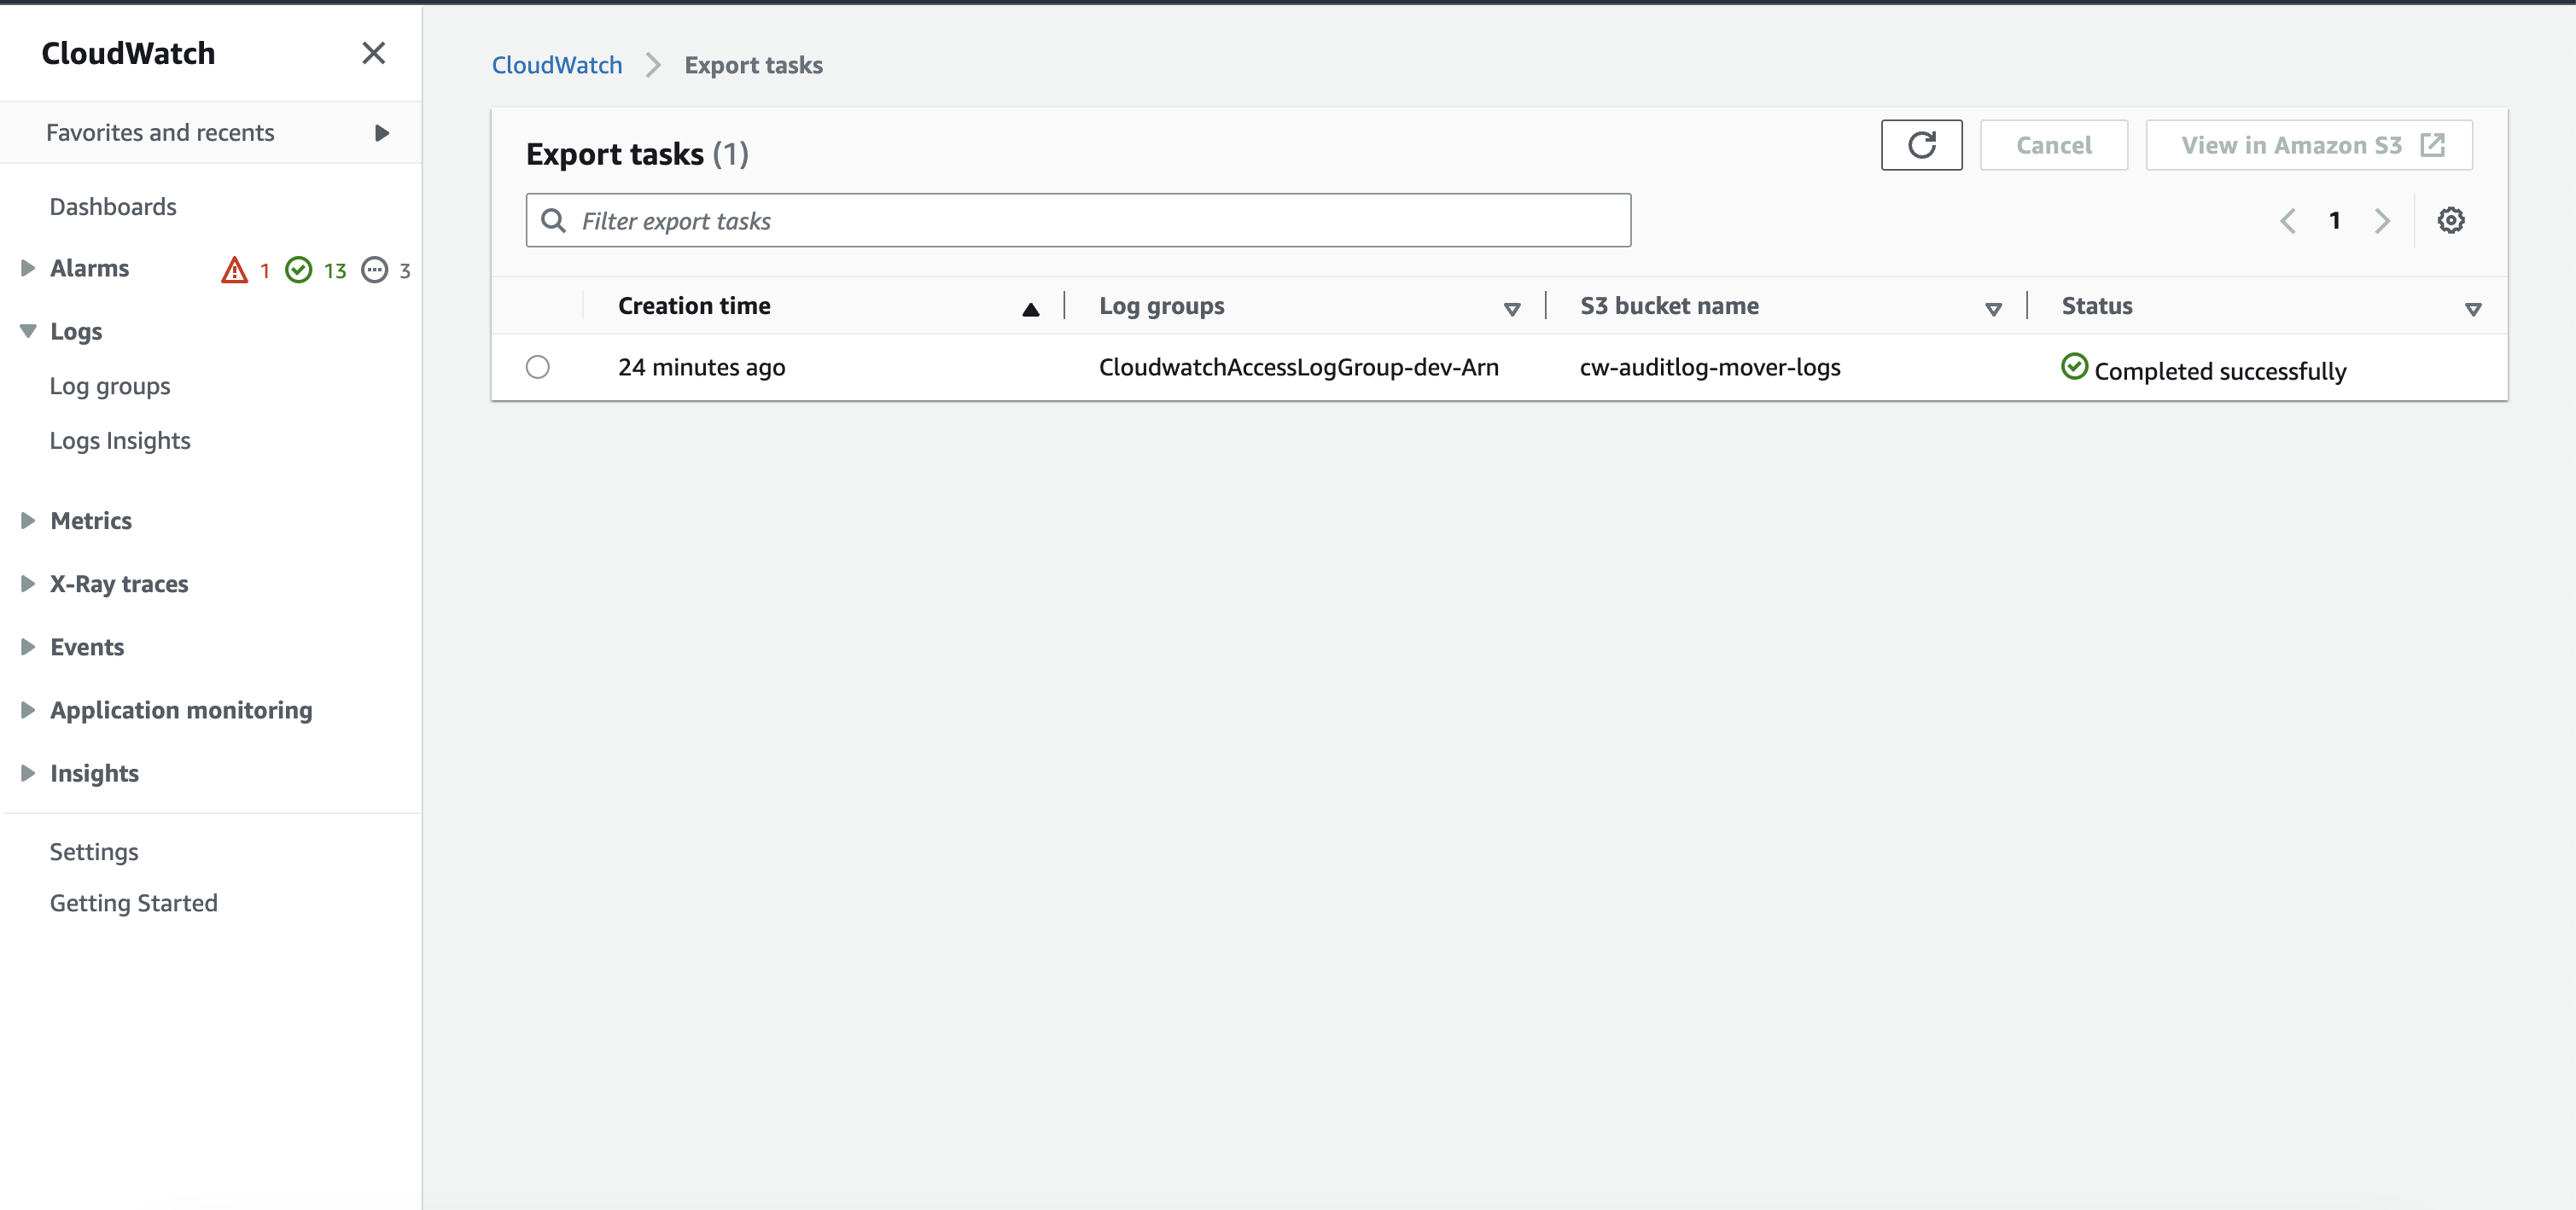 CloudWatch
Favorites and recents
Dashboards
Alarms 1 13 3
Logs
Log groups
Logs Insights
Metrics
X-Ray traces
Events
Application monitoring
Insights
Settings
Getting Started
CloudWatch Export tasks
Export tasks (1)
Cancel
View in Amazon S3
Filter export tasks
1
Creation time Log groups S3 bucket name Status
24 minutes ago CloudwatchAccessLogGroup-dev-Arn cw-auditlog-mover-logs Completed successfully